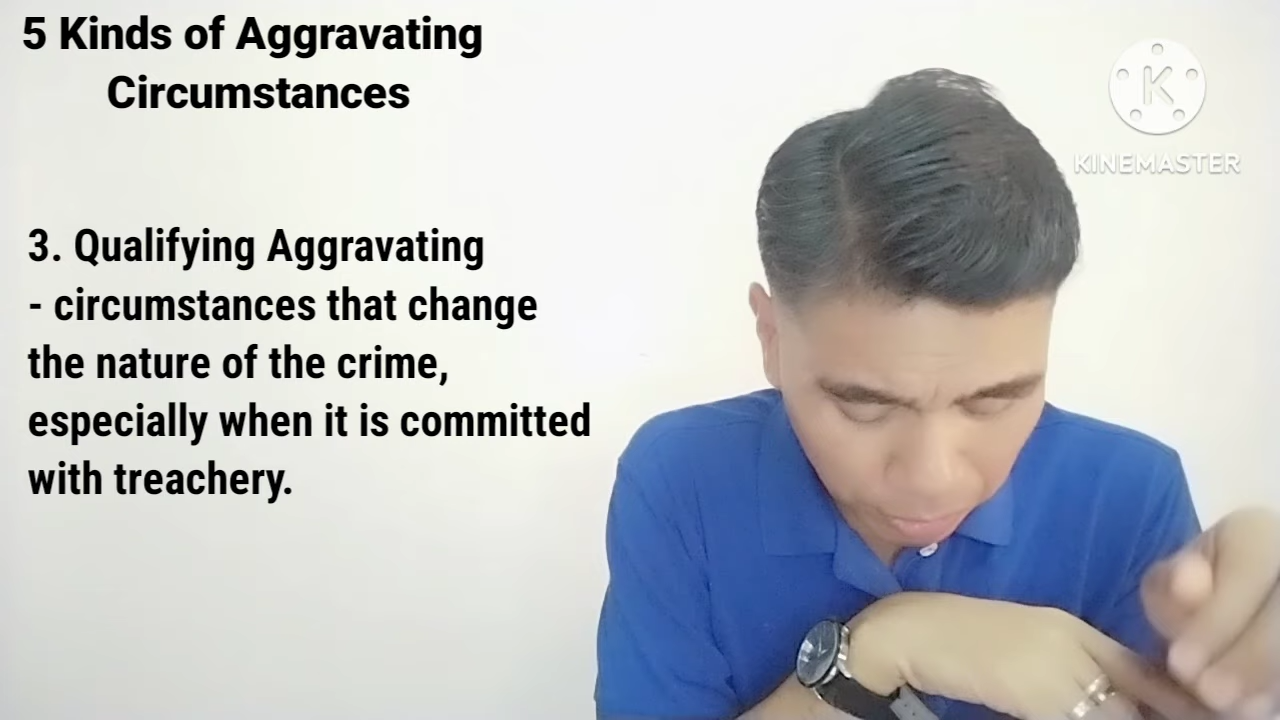 5 Kinds of Aggravating
Circumstances
3. Qualifying Aggravating
- circumstances that change
the nature of the crime,
especially when it is committed
with treachery.
K
KINEMASTER